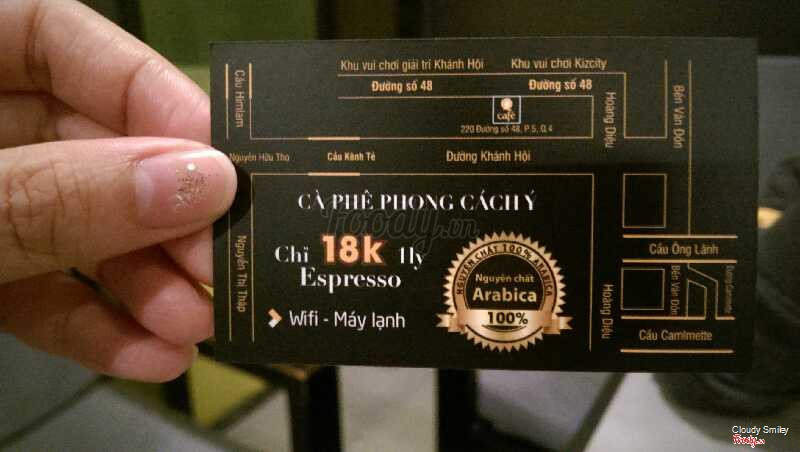 Khu vui chơi giải trí Khánh Hội
Khu vui chơi Kizcity
Đường số 48
Đường số 48
Cầu Himlam
café
220 Đường số 48, P.5, Q.4
Hoàng Diệu
Bến Vân Đồn
Nguyễn Hữu Thọ
Cầu Kênh Tẻ
Đường Khánh Hội
CÀ PHÊ PHONG CÁCH Ý
Foody.vn
Chỉ 18k 1ly
Espresso
Wifi - Máy lạnh
NGUYÊN CHẤT 100% ARABICA
Nguyên chất
Arabica
100%
Nguyễn Thị Thập
Hoàng Diệu
Cầu Ông Lãnh
Bến Vân Đồn
Cầu Camlmette
Cloudy Smiley
Foody.vn